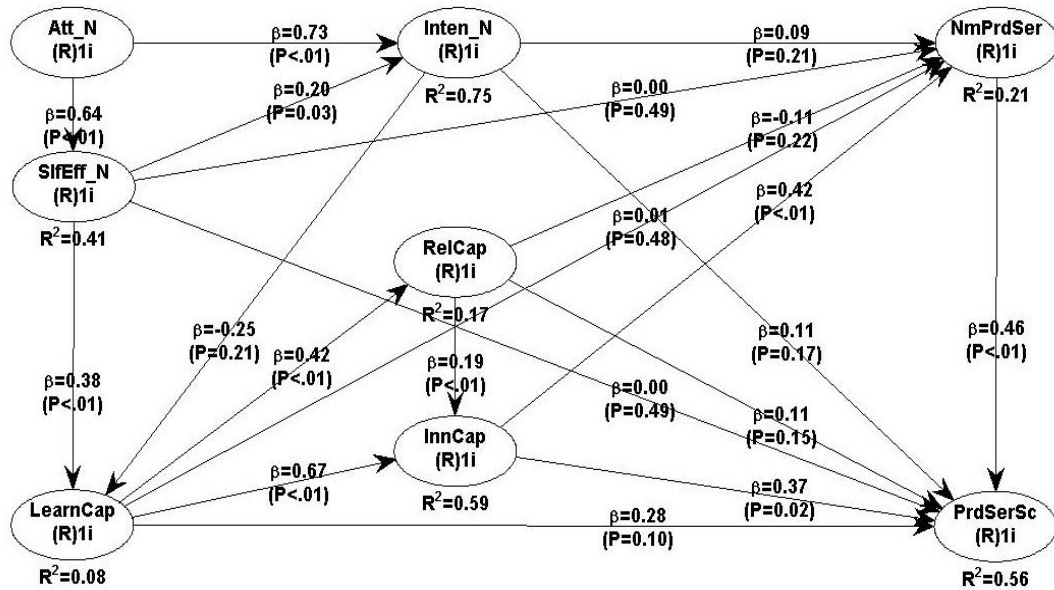 Att_N
(R)1i
β=0.73
(P<.01)
Inten_N
(R)1i
R²=0.75
β=0.09
(P=0.21)
NmPrdSer
(R)1i
R²=0.21
β=0.64
(P<.01)
β=0.20
(P=0.03)
β=0.00
(P=0.49)
β=-0.11
(P=0.22)
SlfEff_N
(R)1i
R²=0.41
β=0.42
(P<.01)
β=0.01
(P=0.48)
RelCap
(R)1i
R²=0.17
β=-0.25
(P=0.21)
β=0.42
(P<.01)
β=0.19
(P<.01)
β=0.11
(P=0.17)
β=0.46
(P<.01)
β=0.38
(P<.01)
β=0.00
(P=0.49)
β=0.11
(P=0.15)
InnCap
(R)1i
R²=0.59
β=0.67
(P<.01)
β=0.37
(P=0.02)
LearnCap
(R)1i
R²=0.08
β=0.28
(P=0.10)
PrdSerSc
(R)1i
R²=0.56